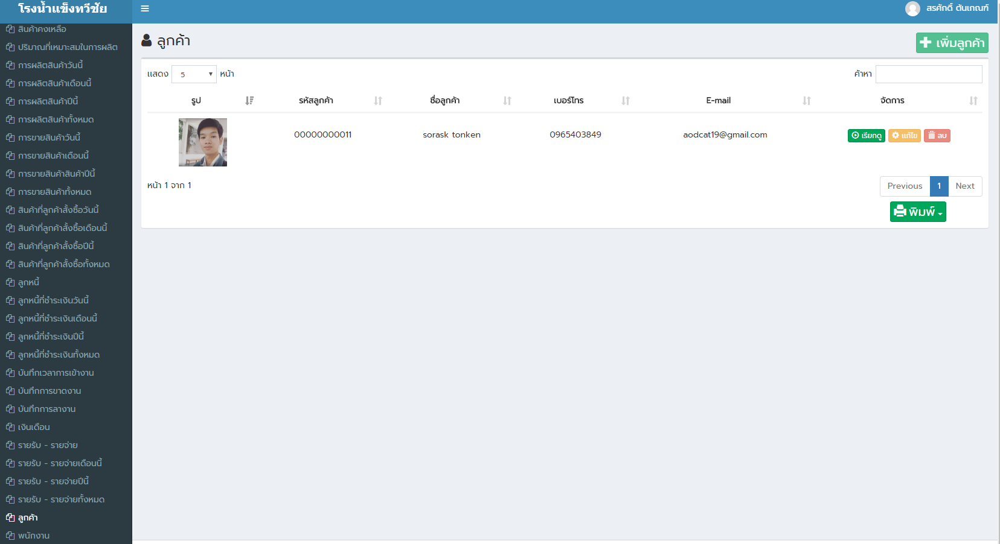 โรงน้ำแข็งทวีชัย
สรศักดิ์ ต้นเกณฑ์
สินค้าคงเหลือ
ปริมาณที่เหมาะสมในการผลิต
การผลิตสินค้าวันนี้
การผลิตสินค้าเดือนนี้
การผลิตสินค้าปีนี้
การผลิตสินค้าทั้งหมด
การขายสินค้าวันนี้
การขายสินค้าเดือนนี้
การขายสินค้าสินค้าปีนี้
การขายสินค้าทั้งหมด
สินค้าที่ลูกค้าสั้งซื้อวันนี้
สินค้าที่ลูกค้าสั้งซื้อเดือนนี้
สินค้าที่ลูกค้าสั้งซื้อปีนี้
สินค้าที่ลูกค้าสั้งซื้อทั้งหมด
ลูกหนี้
ลูกหนี้ที่ชำระเงินวันนี้
ลูกหนี้ที่ชำระเงินเดือนนี้
ลูกหนี้ที่ชำระเงินปีนี้
ลูกหนี้ที่ชำระเงินทั้งหมด
บันทึกเวลาการเข้างาน
บันทึกการขาดงาน
บันทึกการลางาน
เงินเดือน
รายรับ - รายจ่าย
รายรับ - รายจ่ายเดือนนี้
รายรับ - รายจ่ายปีนี้
รายรับ - รายจ่ายทั้งหมด
ลูกค้า
พนักงาน
ลูกค้า
เพิ่มลูกค้า
แสดง 5 หน้า
ค้าหา
รูป รหัสลูกค้า ชื่อลูกค้า เบอร์โทร E-mail จัดการ
00000000011 sorask tonken 0965403849 aodcat19@gmail.com เรียกดู แก้ไข ลบ
หน้า 1 จาก 1
Previous 1 Next
พิมพ์